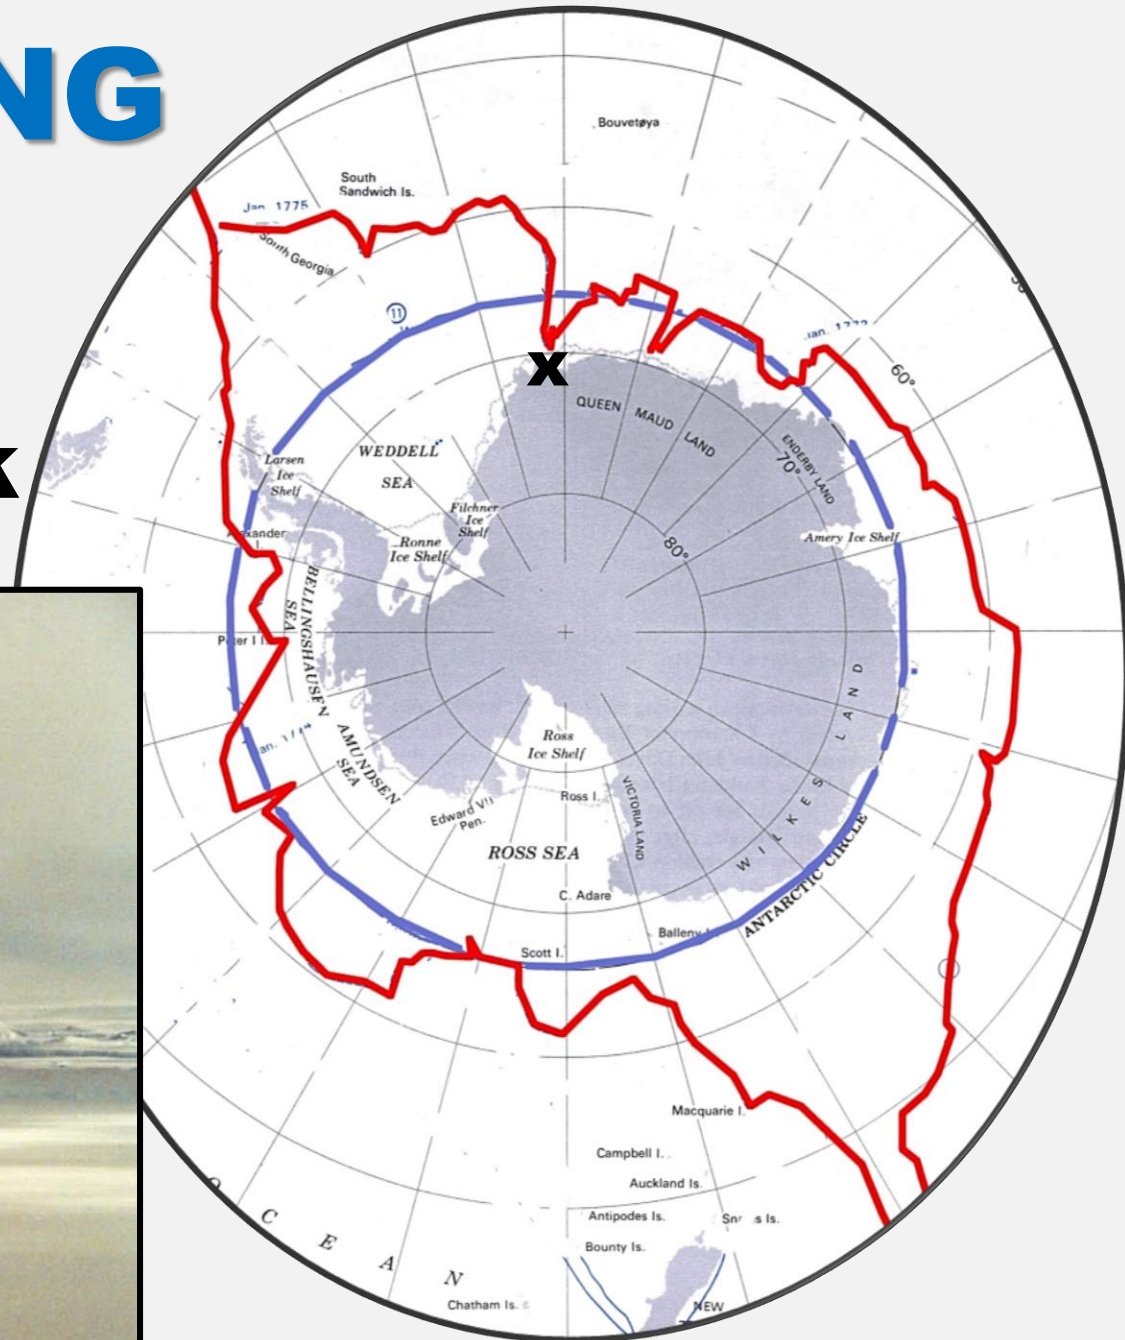 NG
Bouvetøya
South
Sandwich Is.
Jan. 1775
South Georgia
11
60°
x
QUEEN MAUD LAND
ENDERBY LAND
70°
WEDDELL
SEA
x
Larsen
Ice
Shelf
Filchner
Ice
Shelf
Ronne
Ice Shelf
80°
Amery Ice Shelf
BELLINGSHAUSEN
SEA
AMUNDSEN
SEA
Ross
Ice Shelf
Ross I.
VICTORIA LAND
WILKES LAND
Edward VII
Pen.
ROSS SEA
C. Adare
ANTARCTIC CIRCLE
Scott I.
Macquarie I.
Campbell I.
Auckland Is.
Antipodes Is.
Bounty Is.
Chatham Is.
NEW